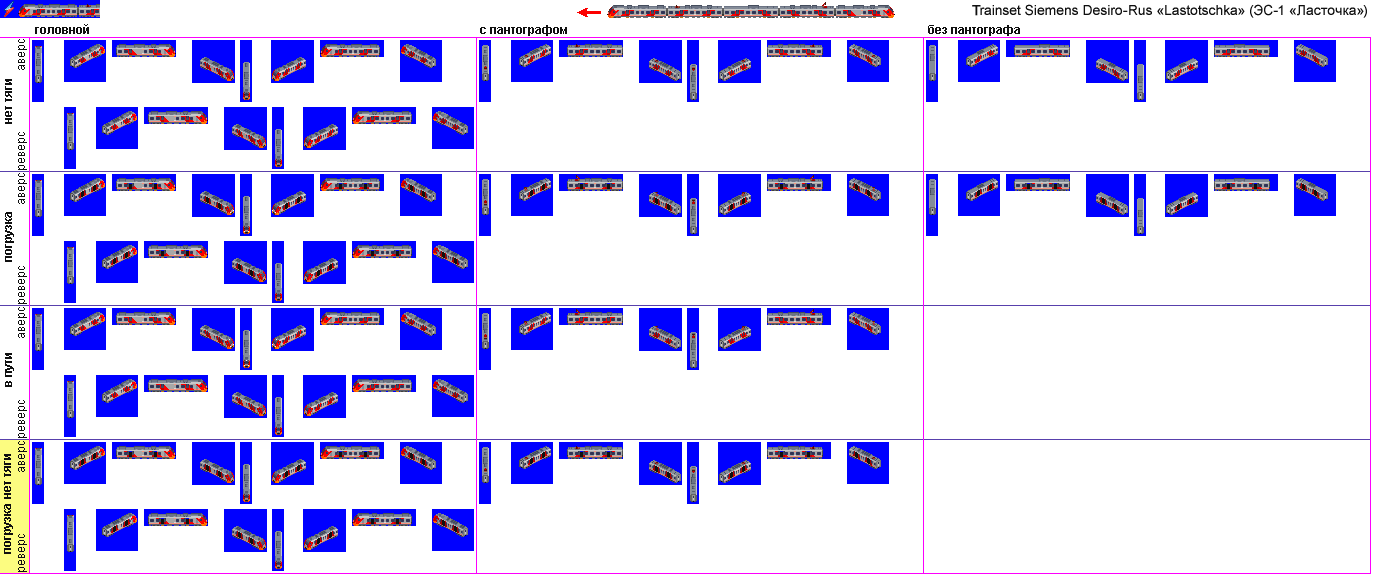 Trainset Siemens Desiro-Rus «Lastotschka» (ЭС-1 «Ласточка»)
головной
с пантографом
без пантографа
нет тяги
аверс
реверс
погрузка
аверс
реверс
в пути
аверс
реверс
погрузка нет тяги
аверс
реверс